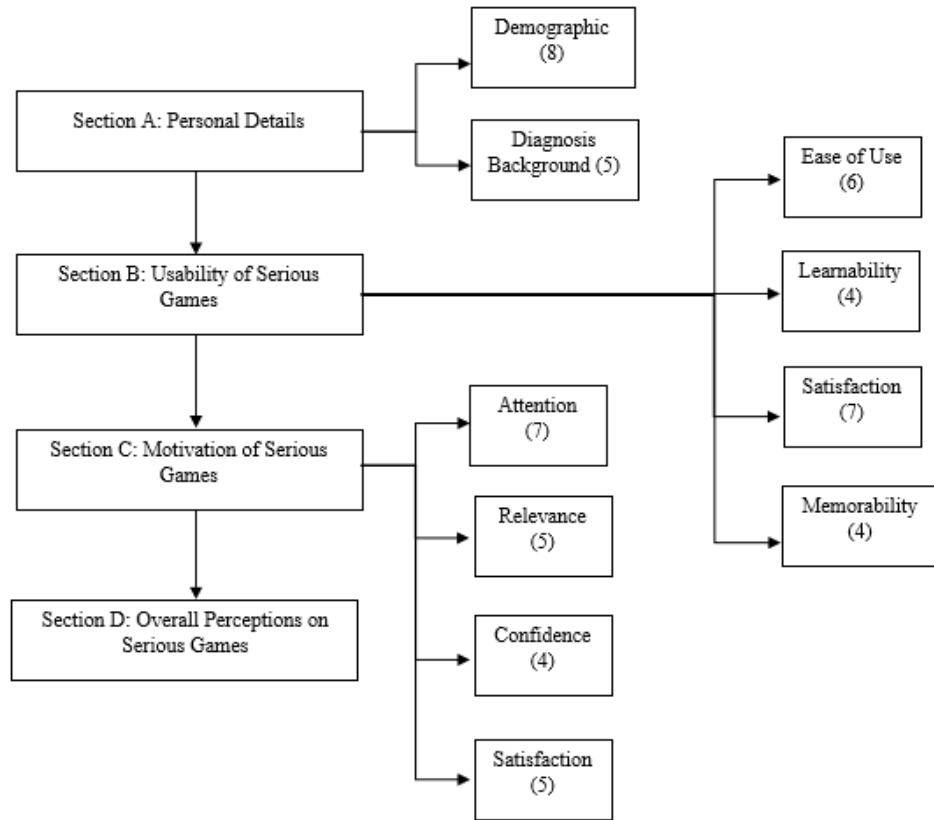 Demographic
(8)
Section A: Personal Details
Diagnosis
Background (5)
Ease of Use
(6)
Section B: Usability of Serious
Games
Learnability
(4)
Satisfaction
(7)
Memorability
(4)
Section C: Motivation of Serious
Games
Attention
(7)
Relevance
(5)
Confidence
(4)
Satisfaction
(5)
Section D: Overall Perceptions on
Serious Games